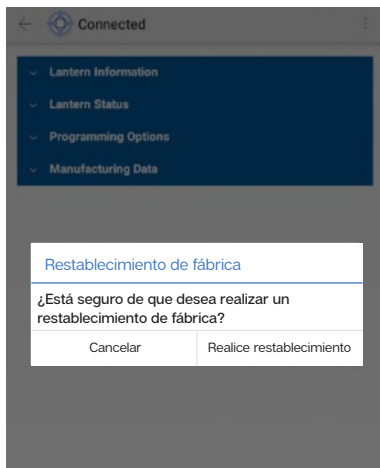 Connected
Lantern Information
Lantern Status
Programming Options
Manufacturing Data
Restablecimiento de fábrica
¿Está seguro de que desea realizar un
restablecimiento de fábrica?
Cancelar
Realice restablecimiento